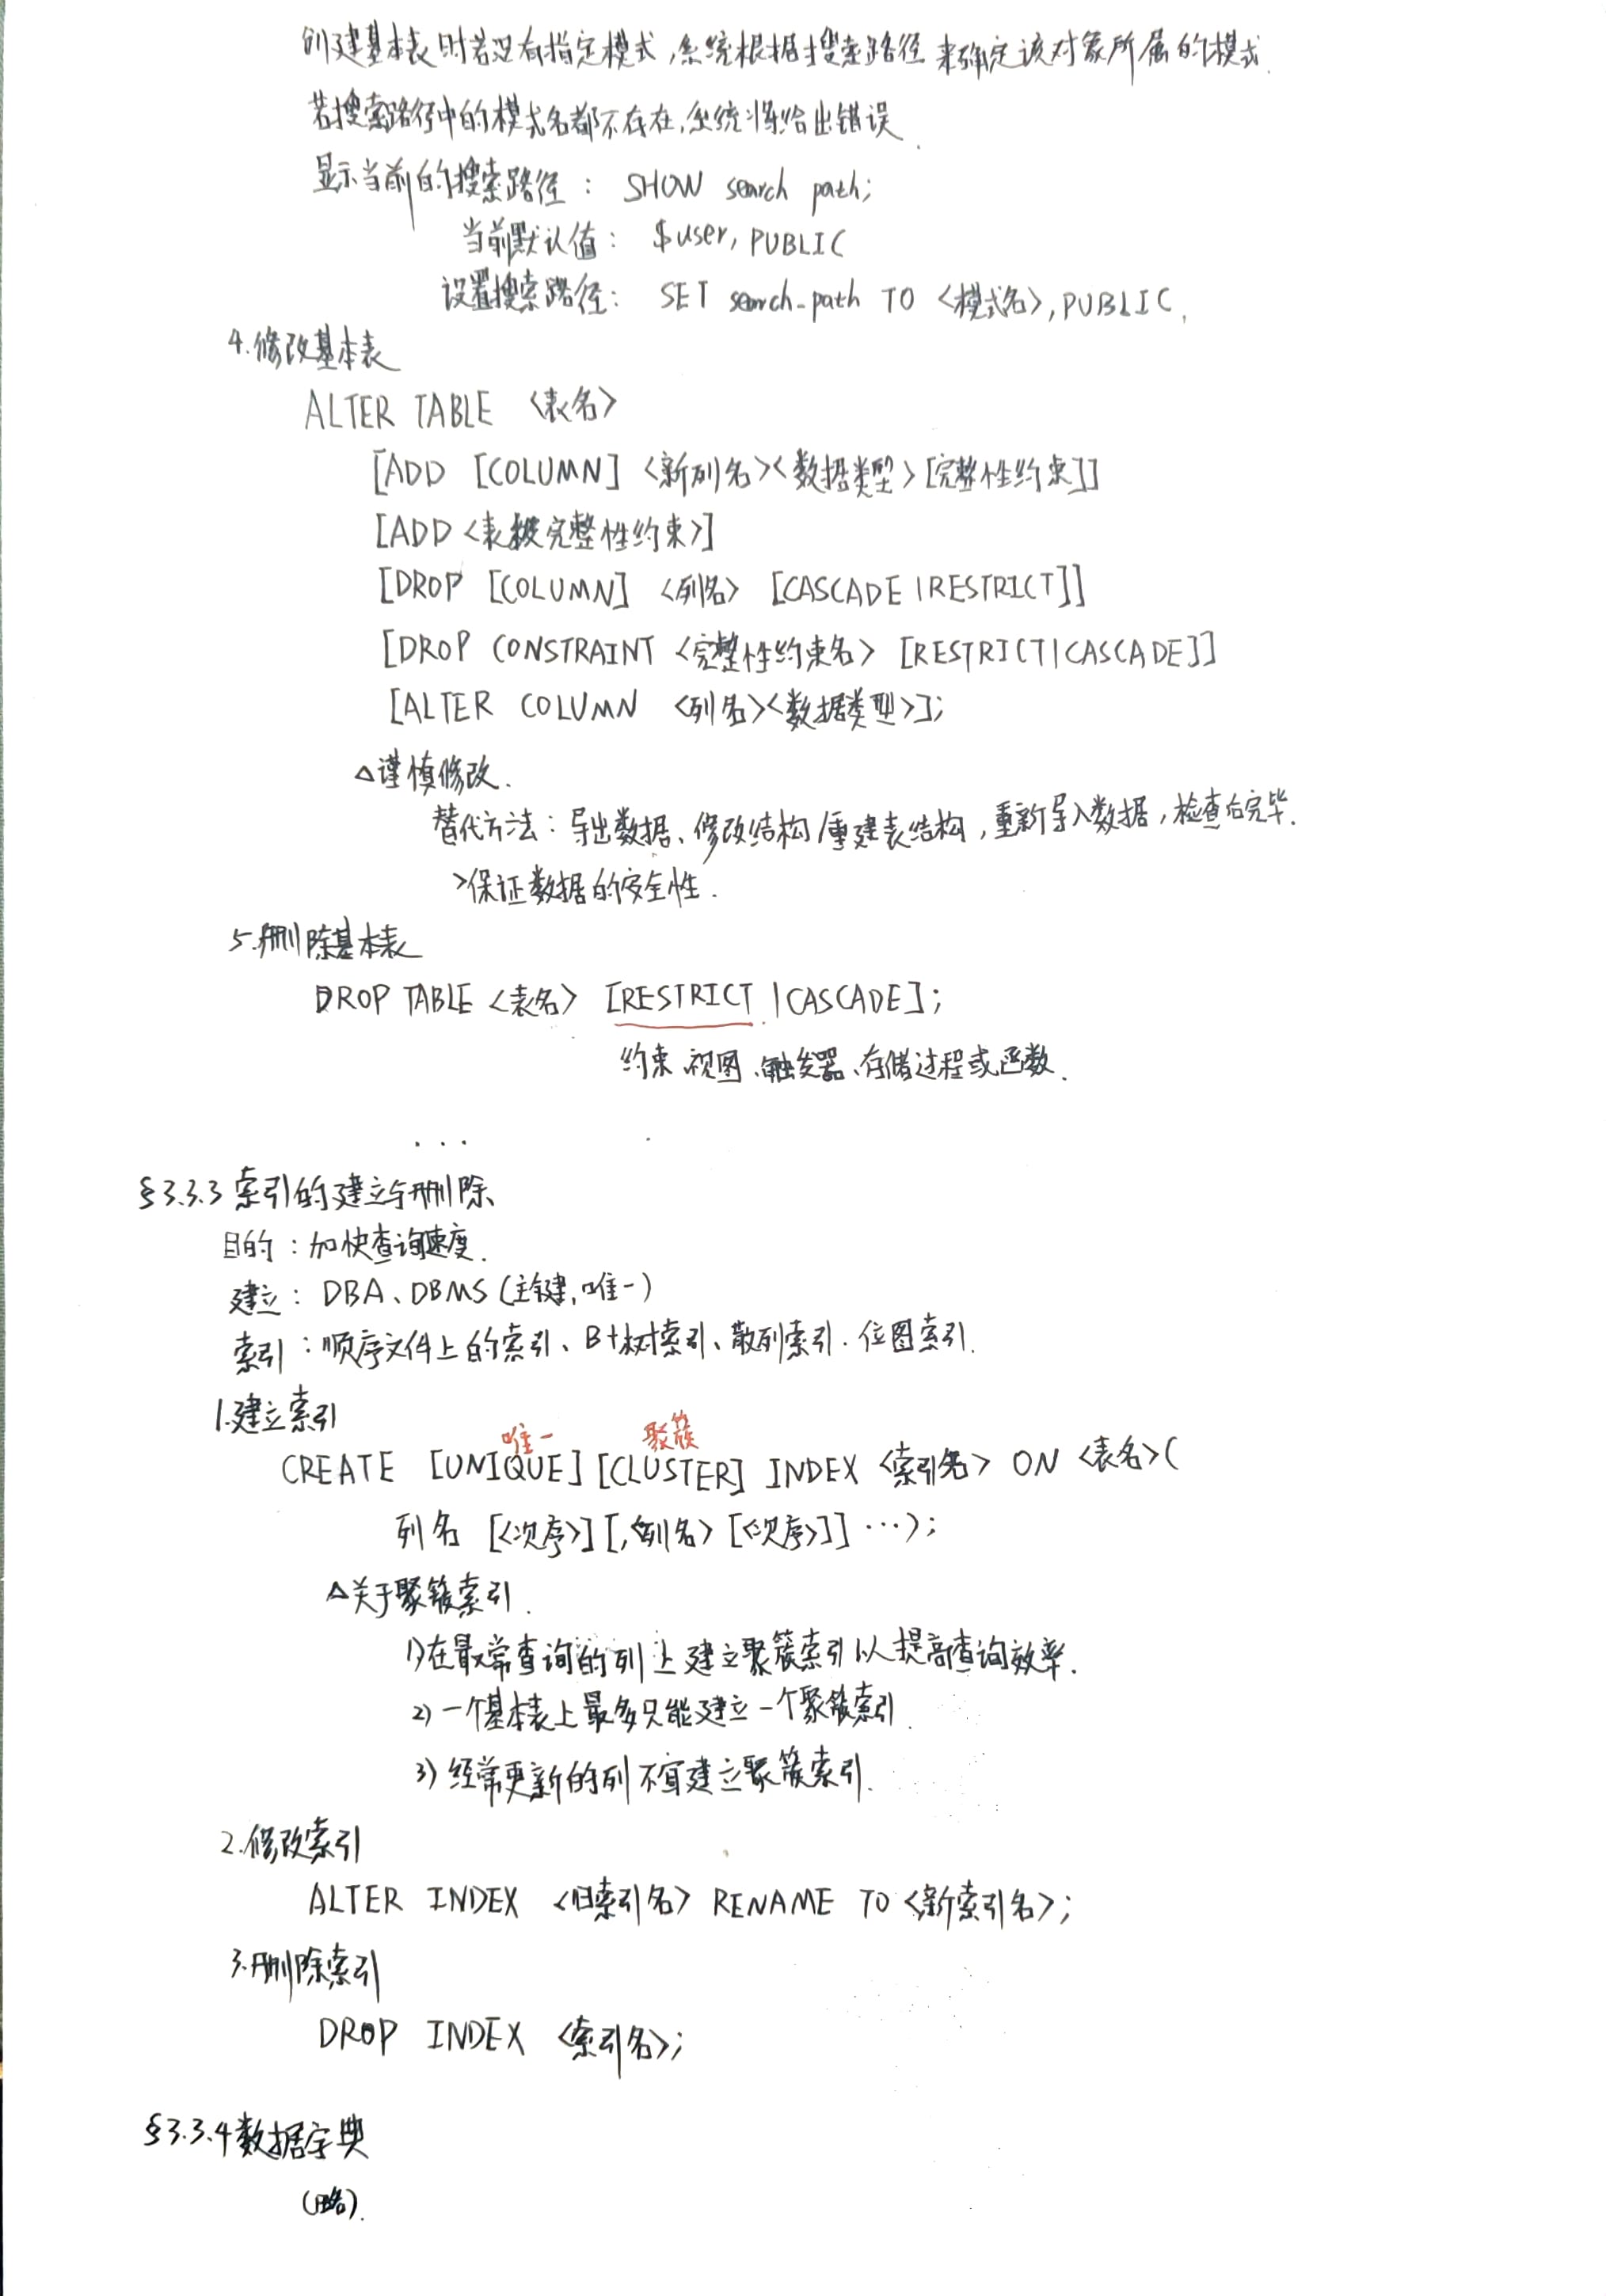 创建基本表时若没有指定模式,系统根据搜索路径来确定该对象所属的模式.
若搜索路径中的模式名都不存在,系统将给出错误.
显示当前的搜索路径: SHOW search path;
当前默认值: $user, PUBLIC
设置搜索路径: SET search_path TO <模式名>, PUBLIC.
4.修改基本表
ALTER TABLE <表名>
[ADD [COLUMN] <新列名><数据类型> [完整性约束]]
[ADD <表级完整性约束>]
[DROP [COLUMN] <列名> [CASCADE | RESTRICT]]
[DROP CONSTRAINT <完整性约束名> [RESTRICT | CASCADE]]
[ALTER COLUMN <列名><数据类型>];
△谨慎修改.
替代方法: 导出数据、修改结构/重建表结构,重新导入数据,检查后完毕.
>保证数据的安全性.
5.删除基本表
DROP TABLE <表名> [RESTRICT | CASCADE];
约束、视图、触发器、存储过程或函数.
...
§3.3.3 索引的建立与删除
目的: 加快查询速度.
建立: DBA、DBMS (主键,唯一)
索引: 顺序文件上的索引、B+树索引、散列索引.位图索引.
1.建立索引
唯一 聚簇
CREATE [UNIQUE] [CLUSTER] INDEX <索引名> ON <表名>(
列名 [<次序>] [,<列名> [<次序>]] ...);
△关于聚簇索引.
1)在最常查询的列上建立聚簇索引以提高查询效率.
2)一个基本表上最多只能建立一个聚簇索引.
3)经常更新的列不宜建立聚簇索引.
2.修改索引
ALTER INDEX <旧索引名> RENAME TO <新索引名>;
3.删除索引
DROP INDEX <索引名>;
§3.3.4 数据字典
(略).